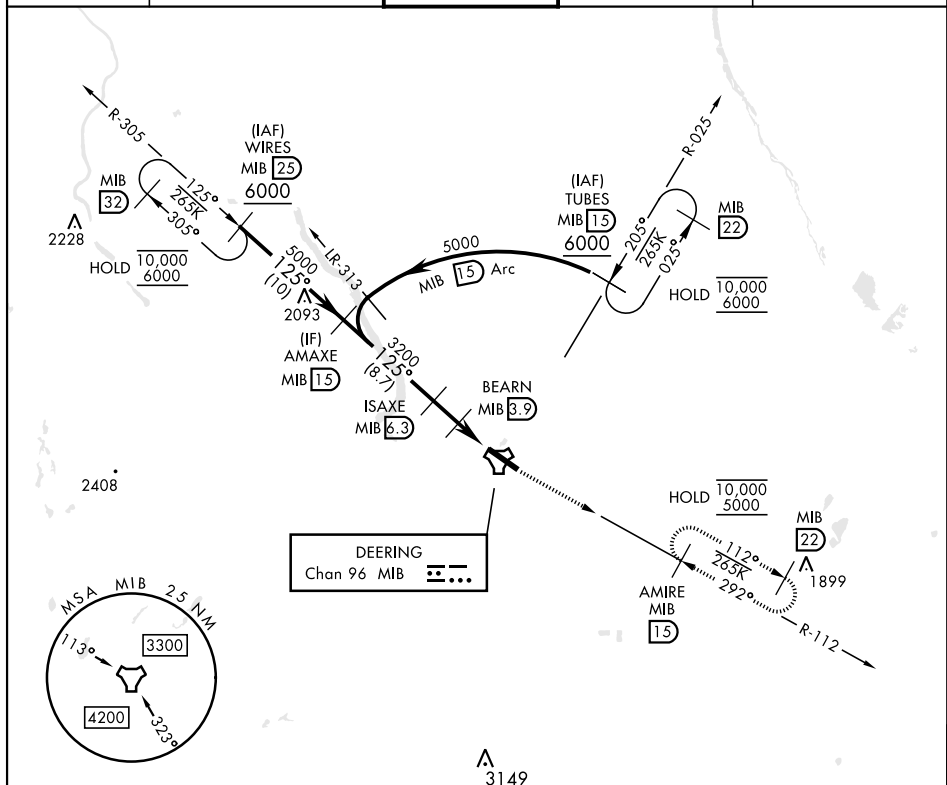 R-305
(IAF)
WIRES
MIB 25
6000
MIB
32
125°
265K
305°
2228
HOLD 10,000
6000
5000
125°
(10)
2093
LR-313
(IF)
AMAXE
MIB 15
5000
MIB 15 Arc
(IAF)
TUBES
MIB 15
6000
R-025
205°
265K
025°
MIB
22
HOLD 10,000
6000
3200
125°
(8.7)
ISAXE
MIB 6.3
BEARN
MIB 3.9
2408
DEERING
Chan 96 MIB
HOLD 10,000
5000
MIB
22
1899
112°
265K
292°
AMIRE
MIB
15
R-112
MSA MIB 25 NM
113°
3300
4200
323°
3149